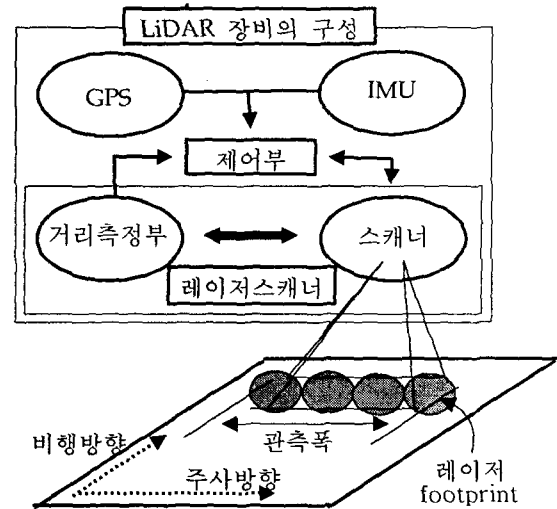 LiDAR 장비의 구성
GPS
IMU
제어부
거리측정부
스캐너
레이저스캐너
비행방향
관측폭
주사방향
레이저
footprint